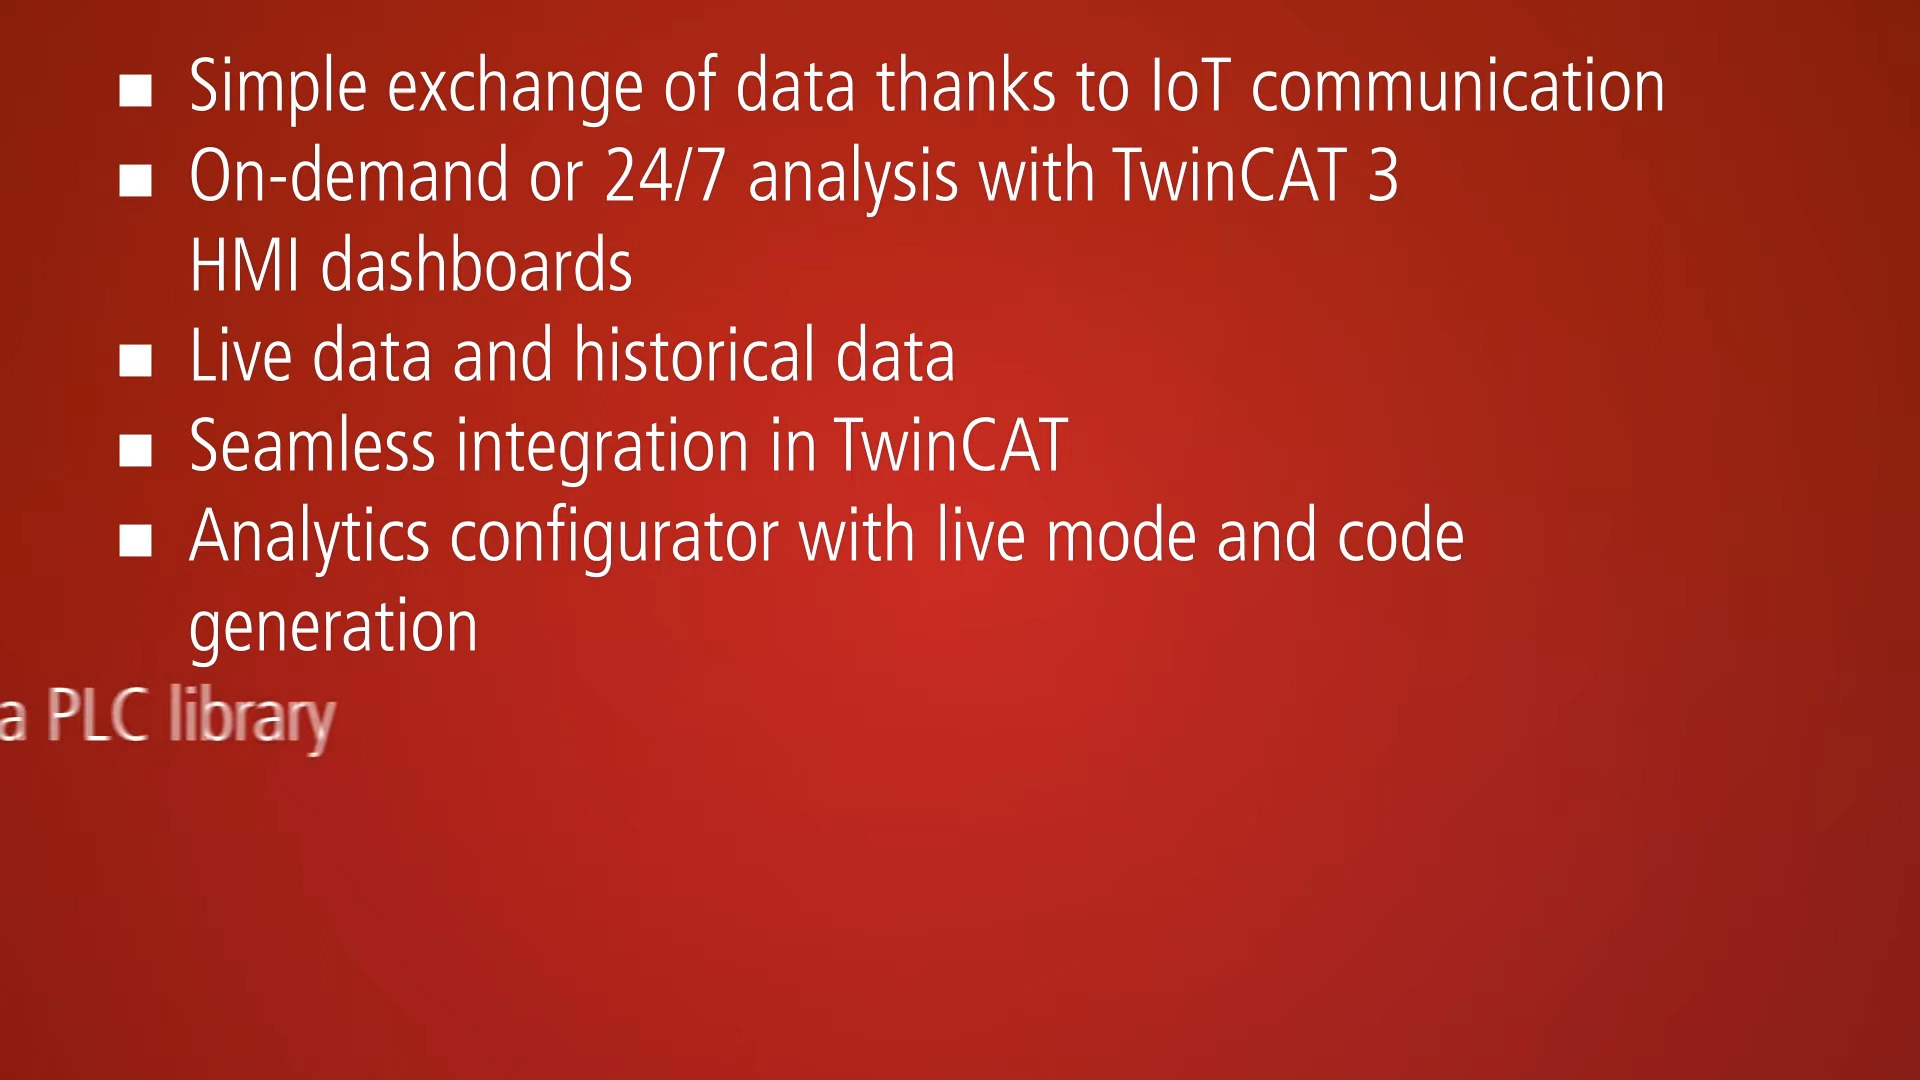 ■ Simple exchange of data thanks to IoT communication
■ On-demand or 24/7 analysis with TwinCAT 3
HMI dashboards
■ Live data and historical data
■ Seamless integration in TwinCAT
■ Analytics configurator with live mode and code
generation
a PLC library